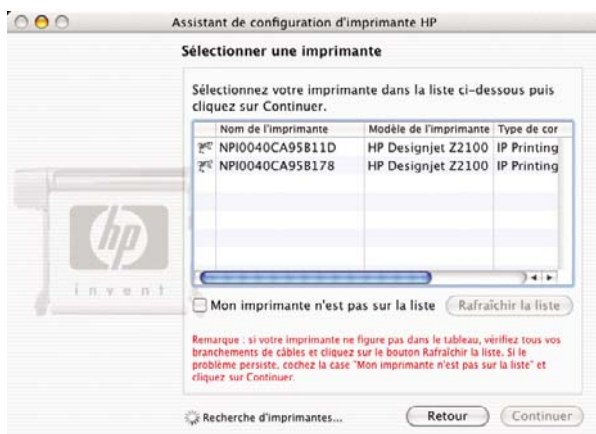 Assistant de configuration d'imprimante HP
Sélectionner une imprimante
Sélectionnez votre imprimante dans la liste ci-dessous puis
cliquez sur Continuer.
Nom de l'imprimante Modèle de l'imprimante Type de cor
NPI0040CA95B11D HP Designjet Z2100 IP Printing
NPI0040CA95B178 HP Designjet Z2100 IP Printing
hp
invent
Mon imprimante n'est pas sur la liste Rafraîchir la liste
Remarque : si votre imprimante ne figure pas dans le tableau, vérifiez tous vos
branchements de câbles et cliquez sur le bouton Rafraîchir la liste. Si le
problème persiste, cochez la case "Mon imprimante n'est pas sur la liste" et
cliquez sur Continuer.
Recherche d'imprimantes... Retour Continuer